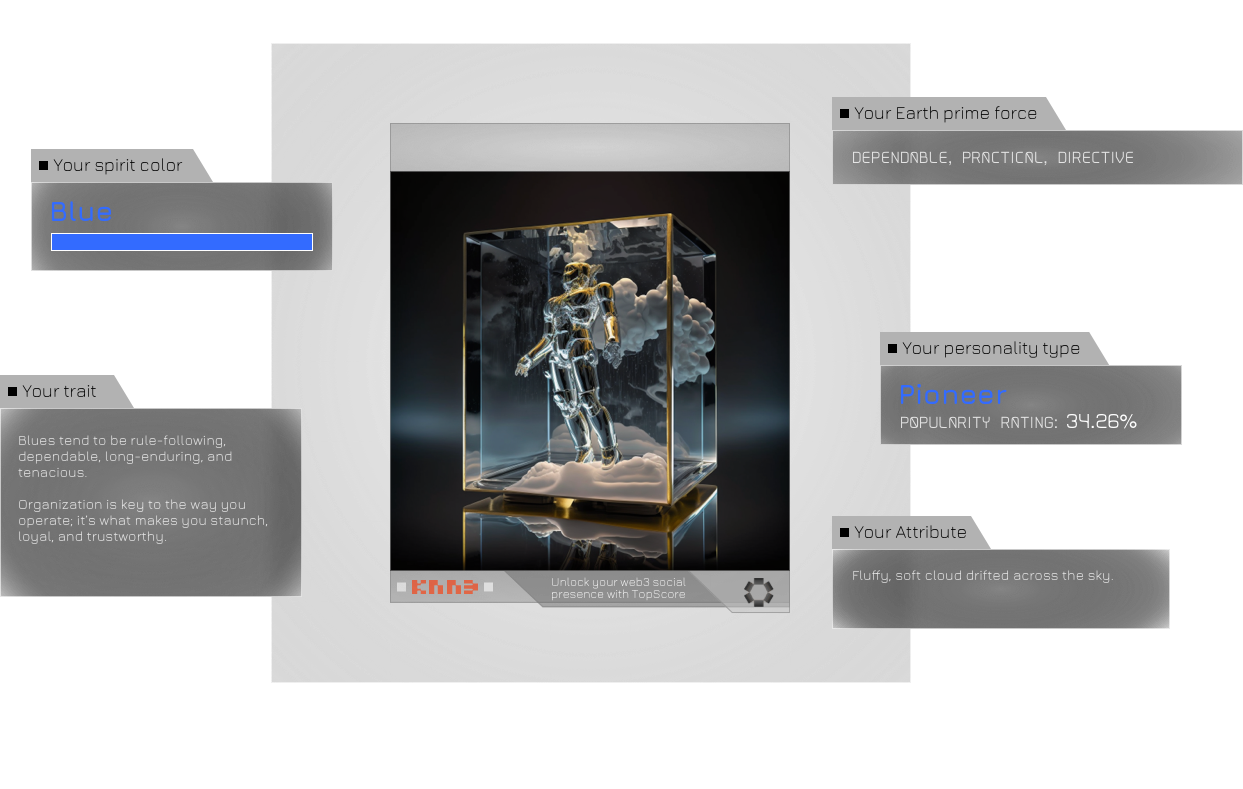 Your Earth prime force
DEPENDABLE, PRACTICAL, DIRECTIVE
Your spirit color
Blue
Your personality type
Pioneer
POPULARITY RATING: 34.26%
Your trait
Blues tend to be rule-following,
dependable, long-enduring, and
tenacious.
Organization is key to the way you
operate; it's what makes you staunch,
loyal, and trustworthy.
Your Attribute
Fluffy, soft cloud drifted across the sky.
KNN3
Unlock your web3 social
presence with TopScore